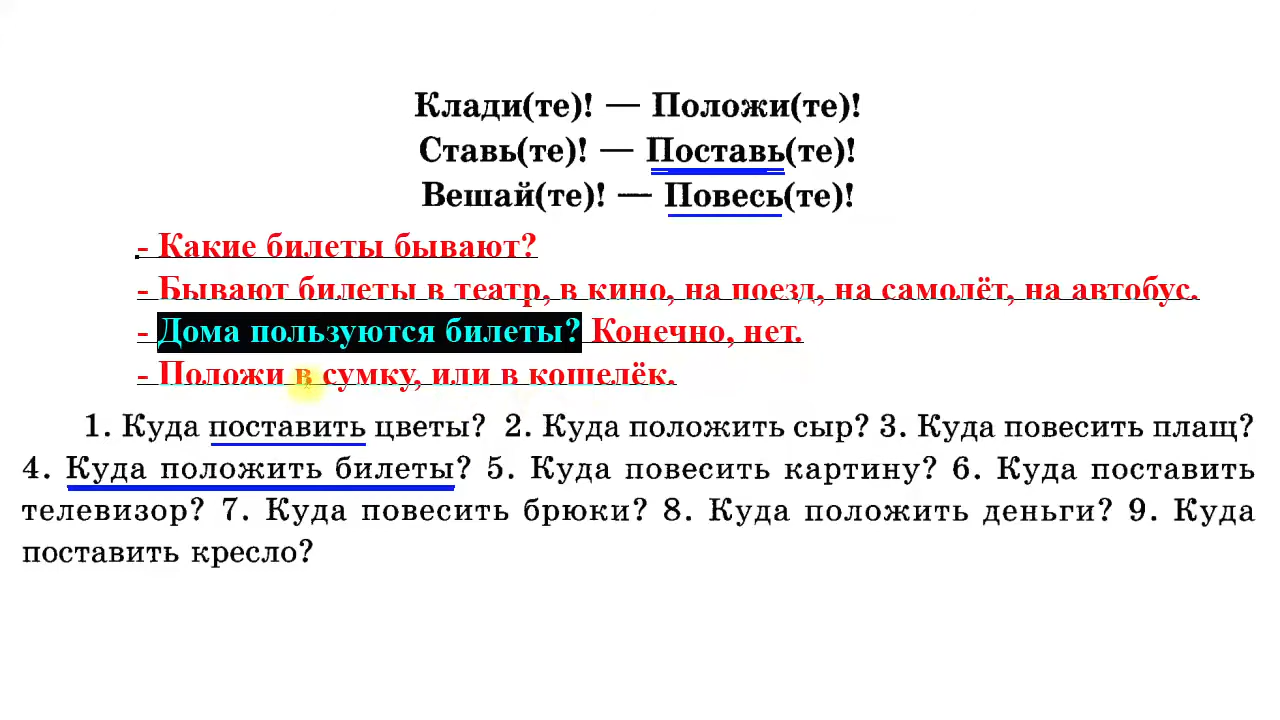 Клади(те)! — Положи(те)!
Ставь(те)! — Поставь(те)!
Вешай(те)! — Повесь(те)!
- Какие билеты бывают?
- Бывают билеты в театр, в кино, на поезд, на самолёт, на автобус.
- Дома пользуются билеты? Конечно, нет.
- Положи в сумку, или в кошелёк.
1. Куда поставить цветы? 2. Куда положить сыр? 3. Куда повесить плащ?
4. Куда положить билеты? 5. Куда повесить картину? 6. Куда поставить
телевизор? 7. Куда повесить брюки? 8. Куда положить деньги? 9. Куда
поставить кресло?